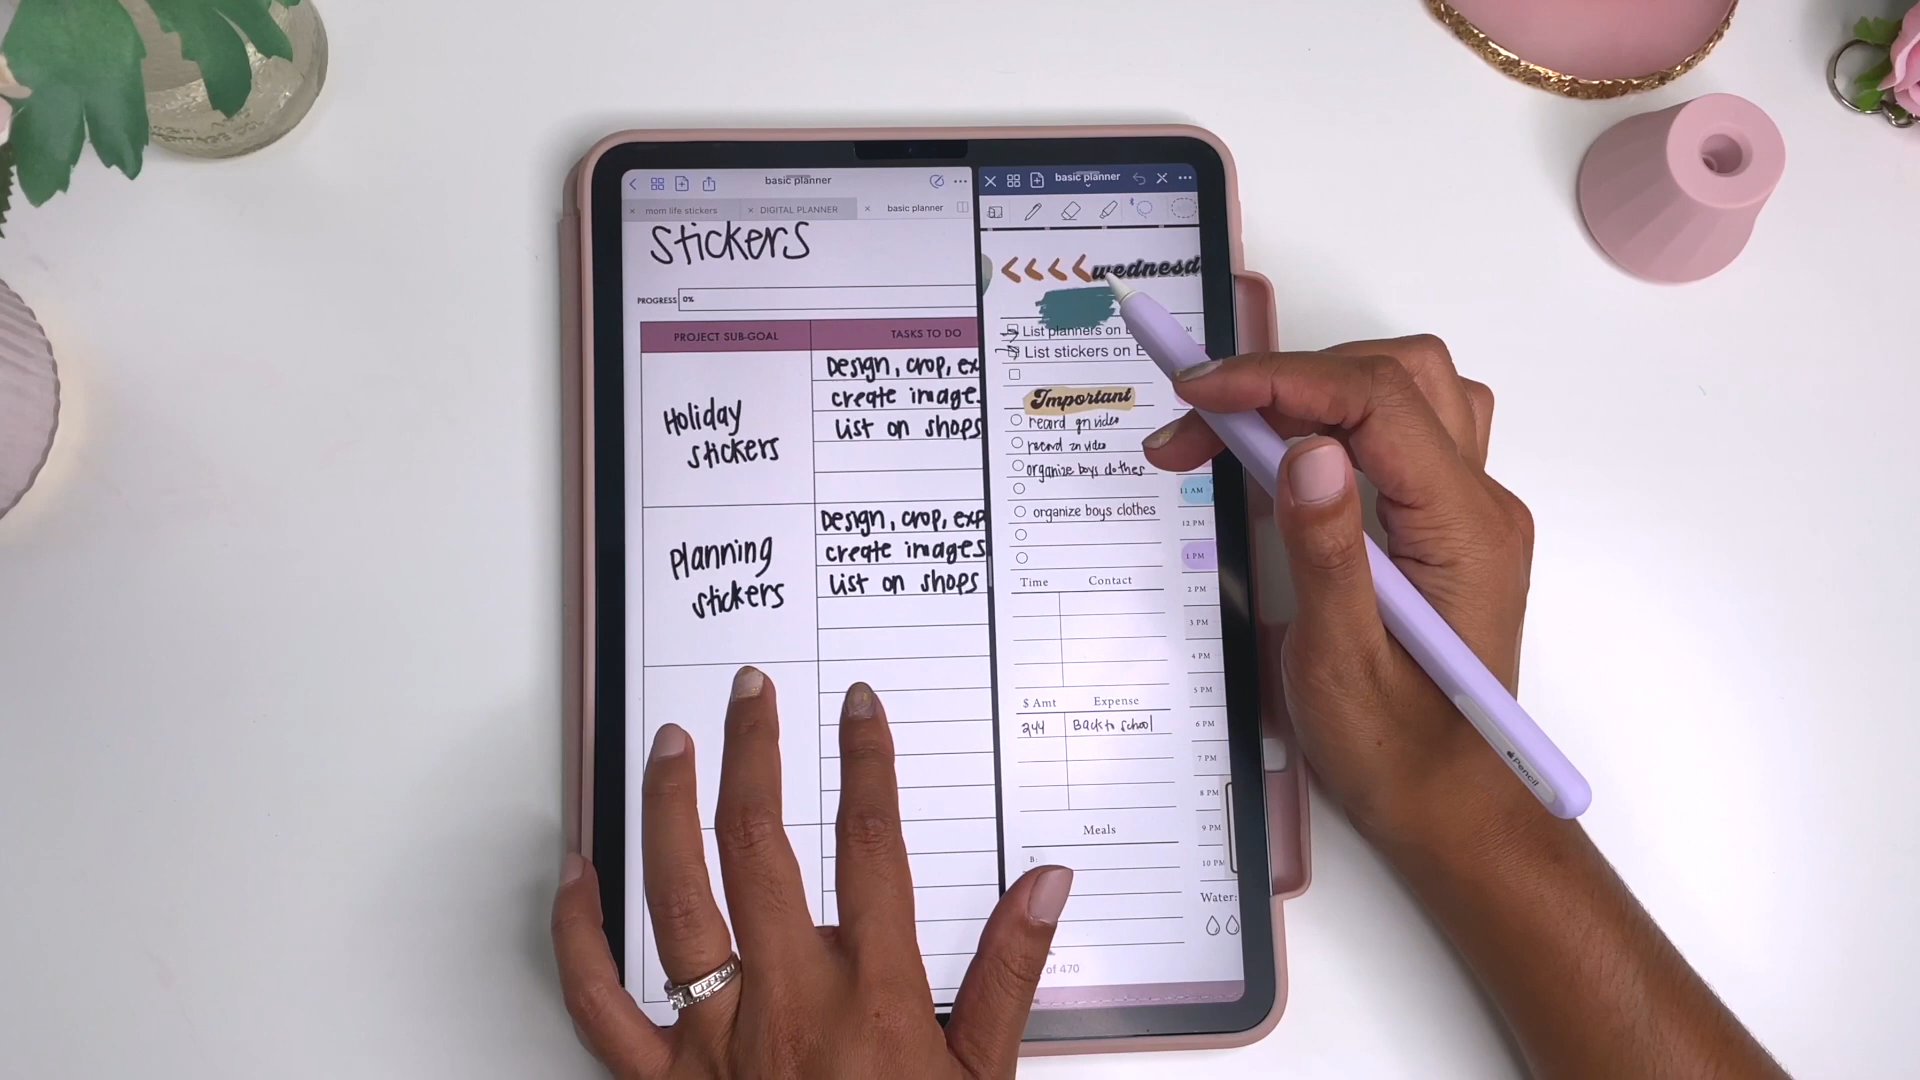 basic planner
mom life stickers
DIGITAL PLANNER
basic planner
Stickers
PROGRESS 0%
PROJECT SUB-GOAL TASKS TO DO
Holiday stickers
Design, crop, ex
create image
List on shops
Planning stickers
Design, crop, exp
create images
List on shops
basic planner
wednesd
List planners on
List stickers on E
Important
record gn video
record zn video
organize boys clothes
organize boys clothes
Time Contact
$ Amt Expense
244 Back to School
Meals
B:
of 470
11 AM
12 PM
1 PM
2 PM
3 PM
4 PM
5 PM
6 PM
7 PM
8 PM
9 PM
10 PM
Water:
Pencil